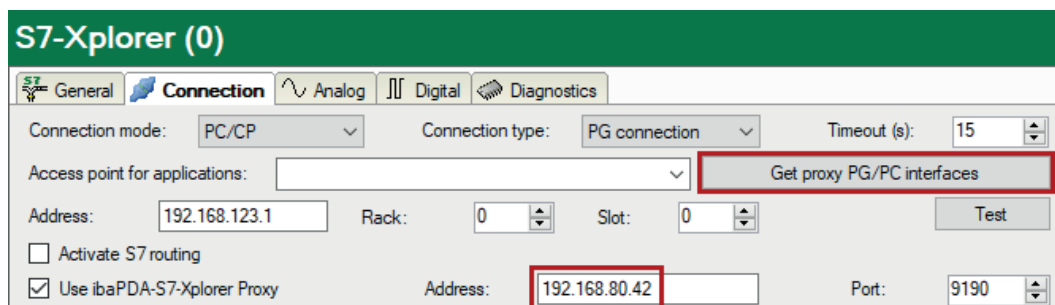 S7-Xplorer (0)
S7 General Connection Analog Digital Diagnostics
Connection mode: PC/CP Connection type: PG connection Timeout (s): 15
Access point for applications: Get proxy PG/PC interfaces
Address: 192.168.123.1 Rack: 0 Slot: 0 Test
Activate S7 routing
Use ibaPDA-S7-Xplorer Proxy Address: 192.168.80.42 Port: 9190